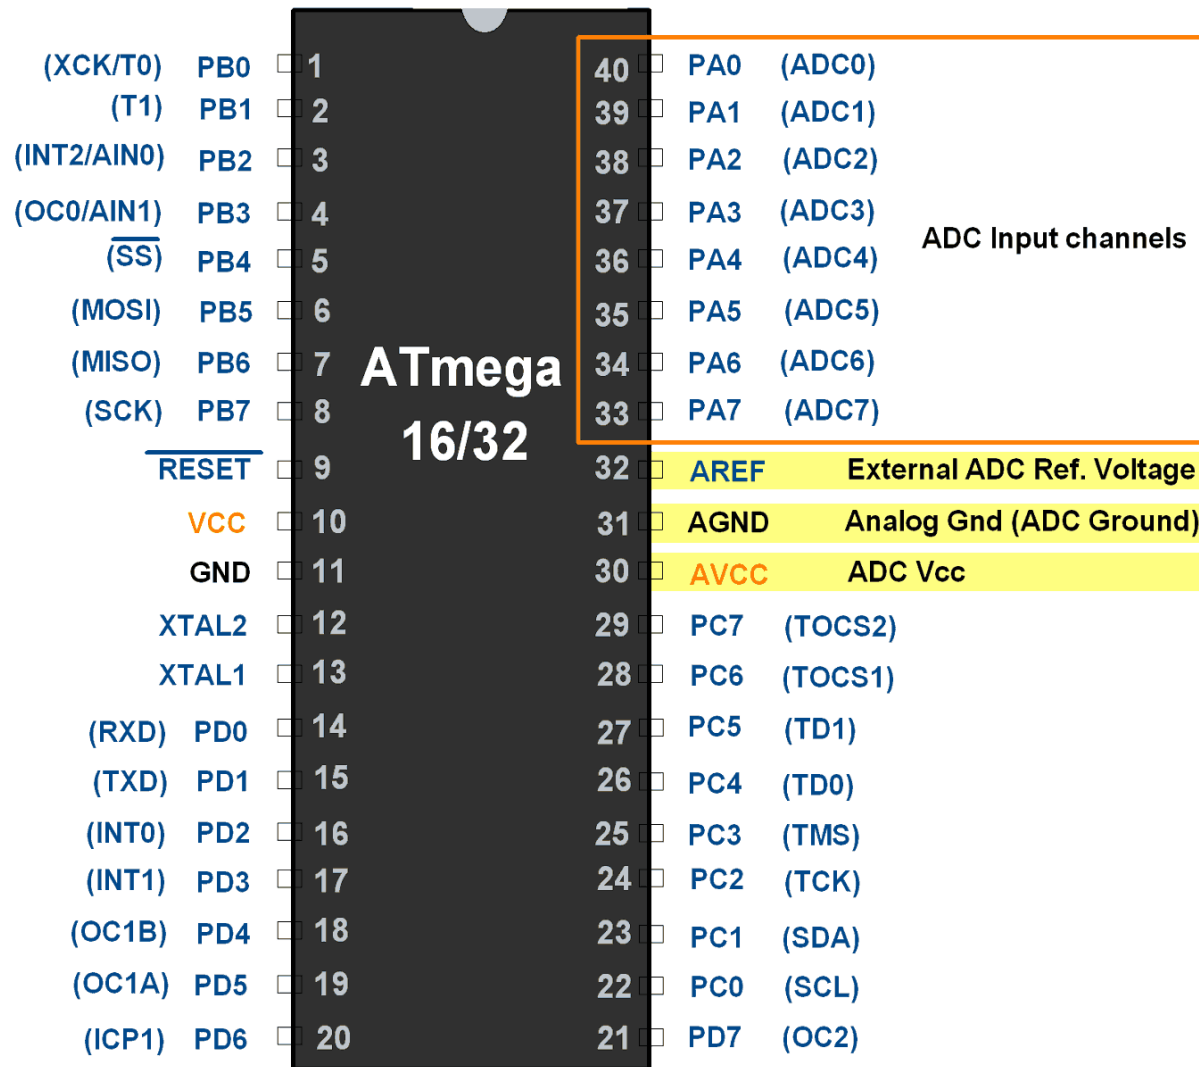 (XCK/T0) PB0 1 40 PA0 (ADC0)
(T1) PB1 2 39 PA1 (ADC1)
(INT2/AIN0) PB2 3 38 PA2 (ADC2)
(OC0/AIN1) PB3 4 37 PA3 (ADC3)
ADC Input channels
(SS) PB4 5 36 PA4 (ADC4)
(MOSI) PB5 6 35 PA5 (ADC5)
(MISO) PB6 7 34 PA6 (ADC6)
ATmega
16/32
(SCK) PB7 8 33 PA7 (ADC7)
RESET 9 32 AREF External ADC Ref. Voltage
VCC 10 31 AGND Analog Gnd (ADC Ground)
GND 11 30 AVCC ADC Vcc
XTAL2 12 29 PC7 (TOCS2)
XTAL1 13 28 PC6 (TOCS1)
(RXD) PD0 14 27 PC5 (TD1)
(TXD) PD1 15 26 PC4 (TD0)
(INT0) PD2 16 25 PC3 (TMS)
(INT1) PD3 17 24 PC2 (TCK)
(OC1B) PD4 18 23 PC1 (SDA)
(OC1A) PD5 19 22 PC0 (SCL)
(ICP1) PD6 20 21 PD7 (OC2)